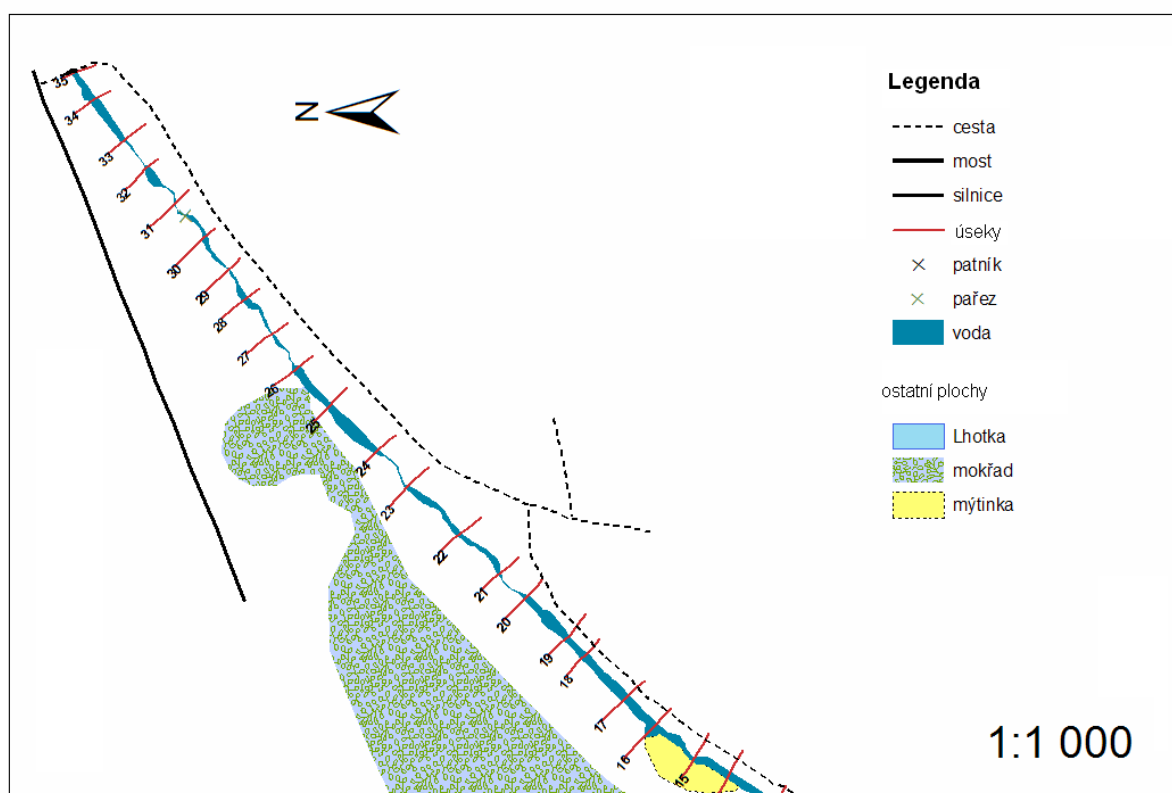 Legenda
cesta
most
silnice
úseky
patník
pařez
voda
ostatní plochy
Lhotka
mokřad
mýtinka
N
35
34
33
32
31
30
29
28
27
26
25
24
23
22
21
20
19
18
17
16
15
1:1 000